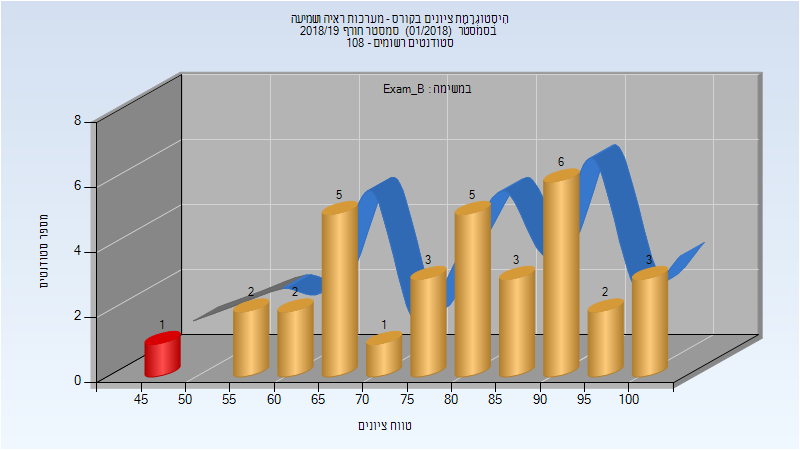 היסטוגרמת ציונים בקורס - מערכות ראיה ושמיעה
בסמסטר (01/2018) סמסטר חורף 2018/19
סטודנטים רשומים - 108
במשימה : Exam_B
מספר סטודנטים
8
6
4
2
0
1
2
2
5
1
3
5
3
6
2
3
45 50 55 60 65 70 75 80 85 90 95 100
טווח ציונים